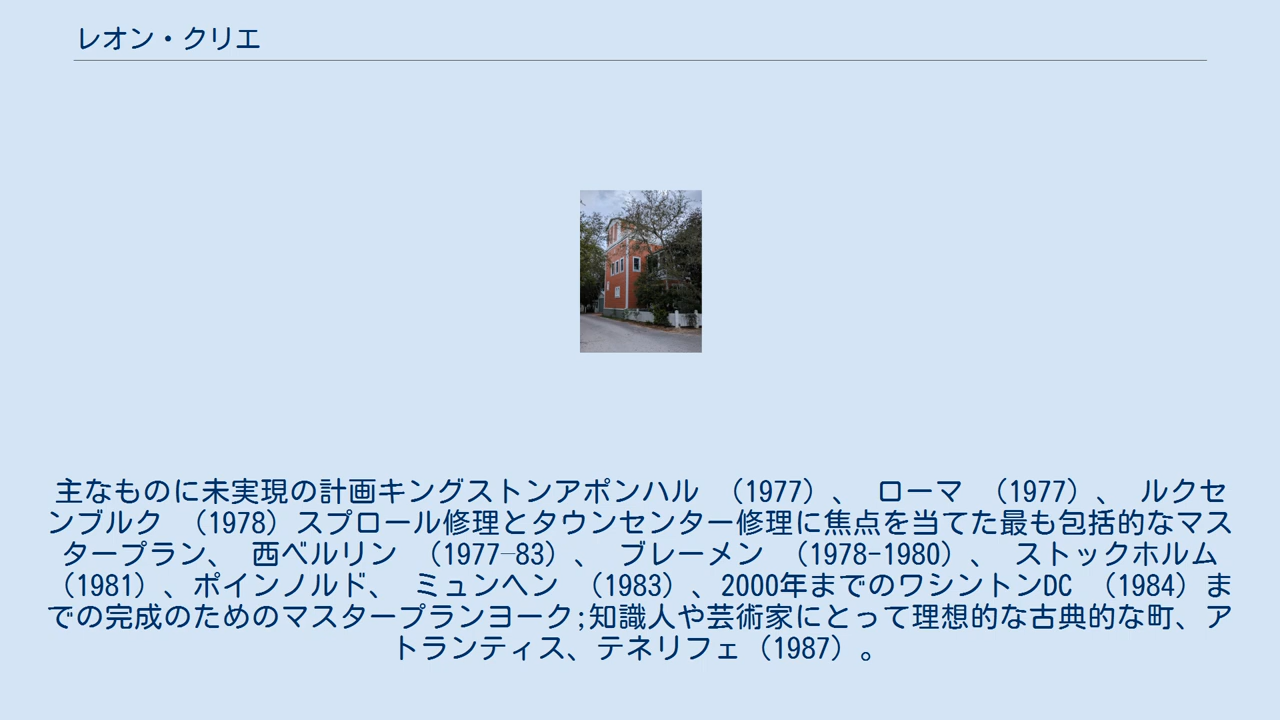 レオン・クリエ
主なものに未実現の計画キングストンアポンハル （1977）、 ローマ （1977）、 ルクセ
ンブルク （1978）スプロール修理とタウンセンター修理に焦点を当てた最も包括的なマス
タープラン、 西ベルリン （1977–83）、 ブレーメン （1978-1980）、 ストックホルム
（1981）、ポインノルド、 ミュンヘン （1983）、2000年までのワシントンDC （1984）ま
での完成のためのマスタープランヨーク;知識人や芸術家にとって理想的な古典的な町、ア
トランティス、テネリフェ（1987）。